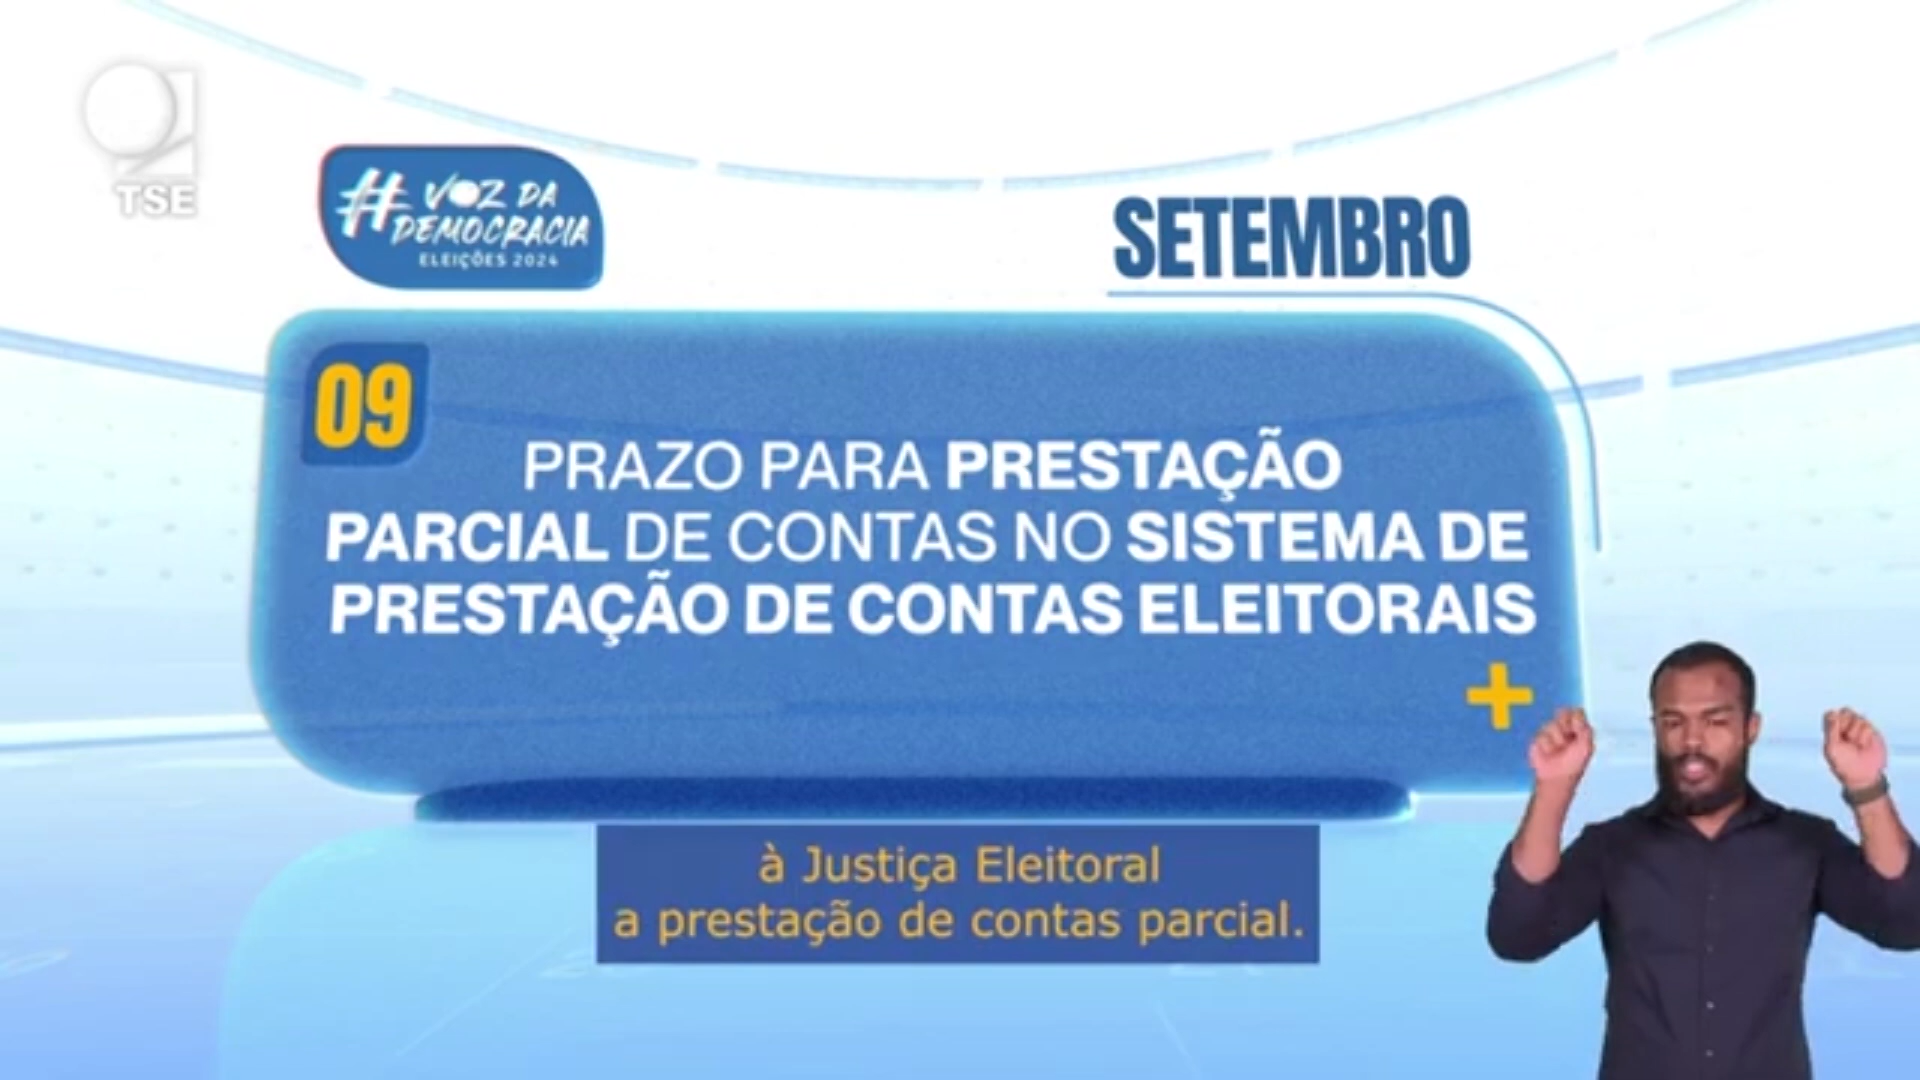 TSE
# VOZ DA
DEMOCRACIA
ELEIÇÕES 2024
SETEMBRO
09
PRAZO PARA PRESTAÇÃO
PARCIAL DE CONTAS NO SISTEMA DE
PRESTAÇÃO DE CONTAS ELEITORAIS
+
à Justiça Eleitoral
a prestação de contas parcial.